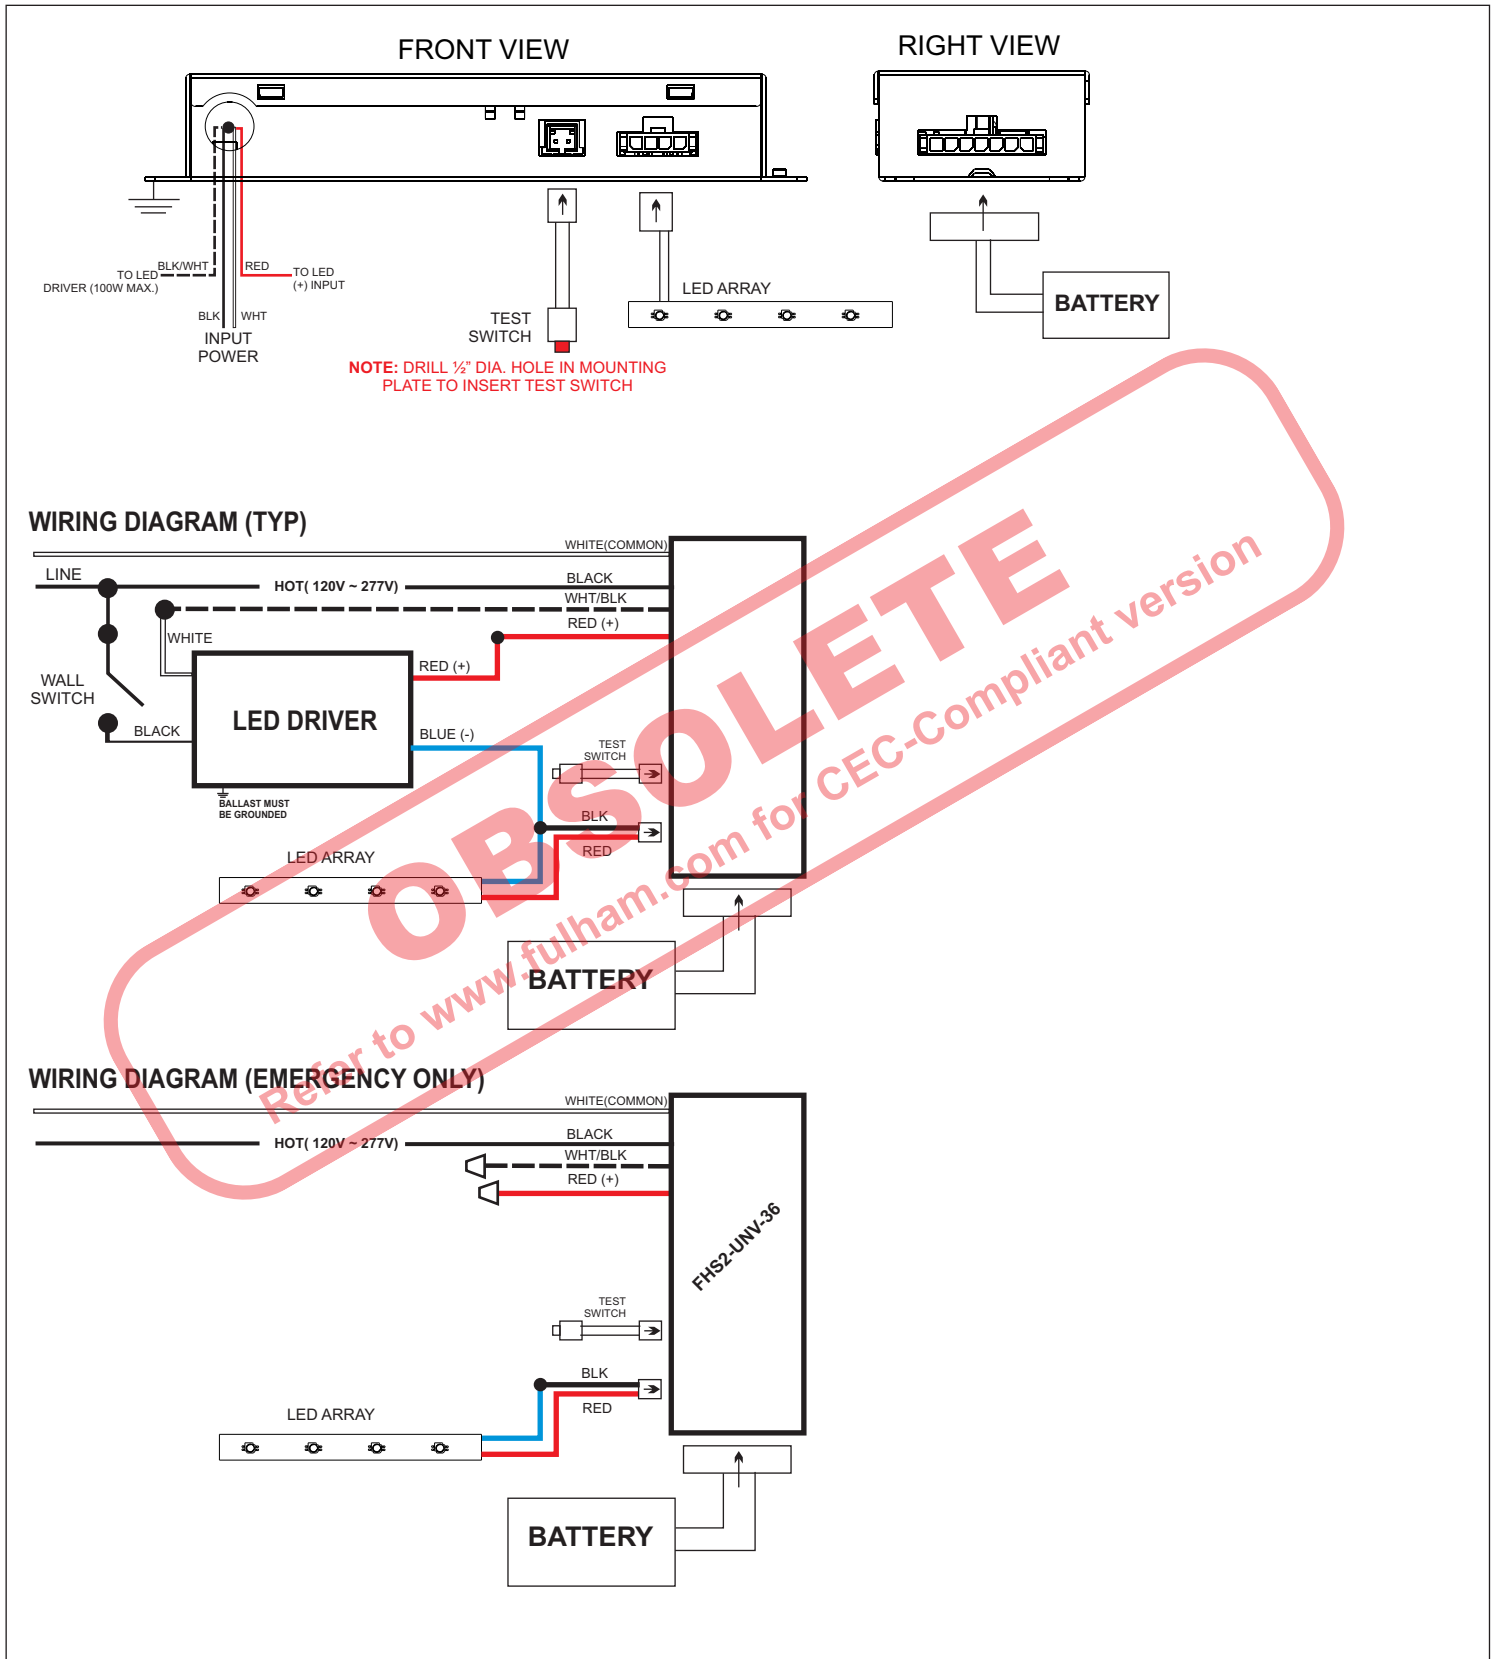 FRONT VIEW
RIGHT VIEW
BLK/WHT
RED
TO LED
DRIVER (100W MAX.)
TO LED
(+) INPUT
BLK
WHT
INPUT
POWER
TEST
SWITCH
LED ARRAY
BATTERY
NOTE: DRILL ½” DIA. HOLE IN MOUNTING
PLATE TO INSERT TEST SWITCH
WIRING DIAGRAM (TYP)
WHITE(COMMON)
LINE
HOT( 120V ~ 277V)
BLACK
WHT/BLK
RED (+)
WHITE
RED (+)
WALL
SWITCH
LED DRIVER
BLACK
BLUE (-)
TEST
SWITCH
BALLAST MUST
BE GROUNDED
BLK
RED
LED ARRAY
BATTERY
OBSOLETE
Refer to www.fulham.com for CEC-Compliant version
WIRING DIAGRAM (EMERGENCY ONLY)
WHITE(COMMON)
HOT( 120V ~ 277V)
BLACK
WHT/BLK
RED (+)
FHS2-UNV-36
TEST
SWITCH
BLK
RED
LED ARRAY
BATTERY